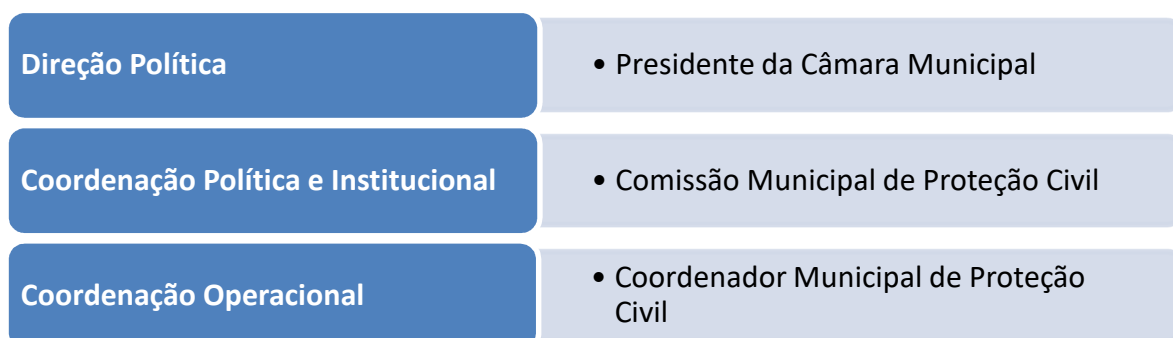 Direção Política
• Presidente da Câmara Municipal
Coordenação Política e Institucional
• Comissão Municipal de Proteção Civil
Coordenação Operacional
• Coordenador Municipal de Proteção
Civil